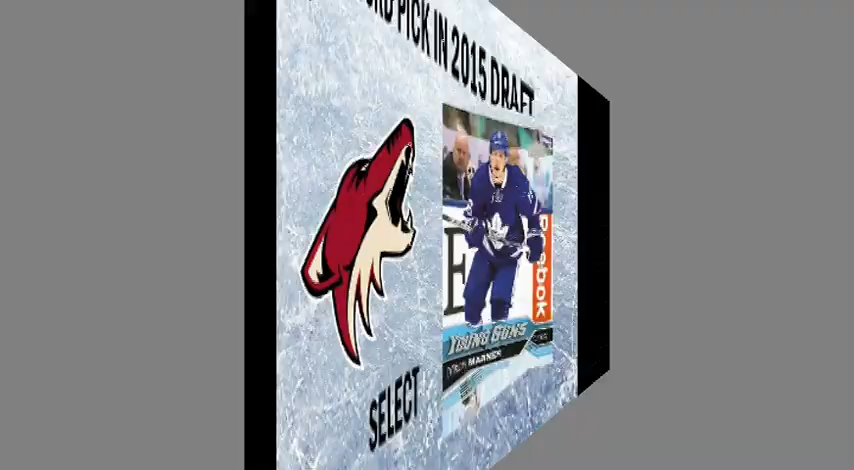 PICK IN 2015 DRAFT
Reebok
E
YOUNG GUNS
MARNER
SELECT